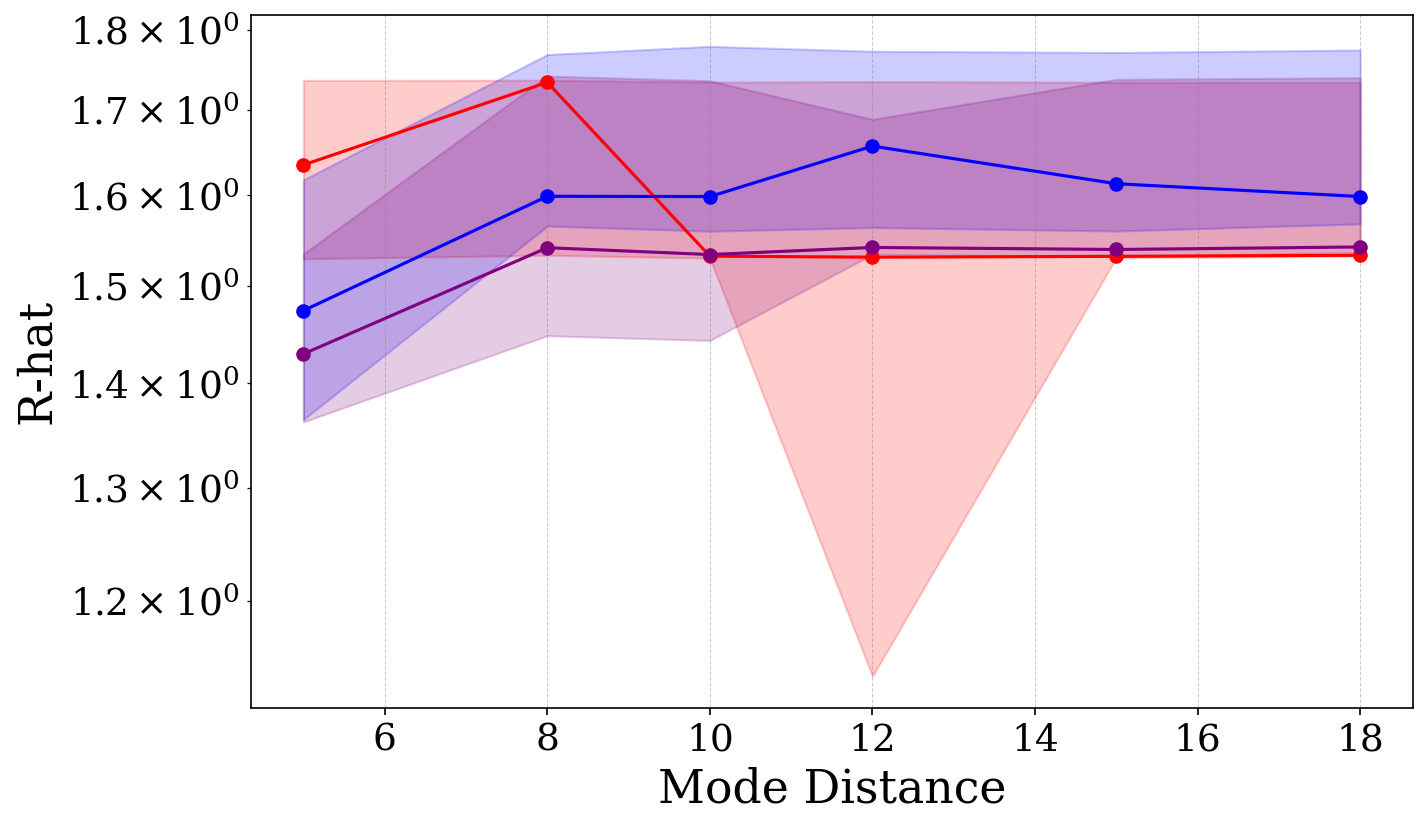 1.8 × 10⁰
1.7 × 10⁰
1.6 × 10⁰
1.5 × 10⁰
1.4 × 10⁰
1.3 × 10⁰
1.2 × 10⁰
R-hat
6 8 10 12 14 16 18
Mode Distance